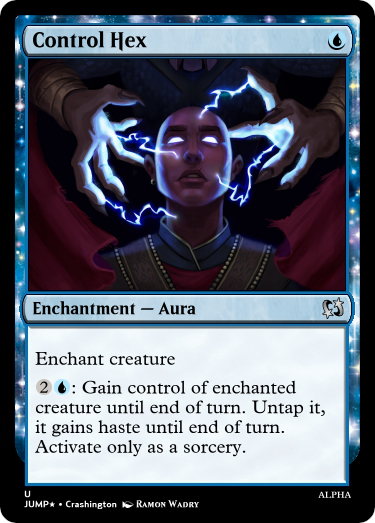 Control Hex
Enchantment — Aura
Enchant creature
2: Gain control of enchanted
creature until end of turn. Untap it,
it gains haste until end of turn.
Activate only as a sorcery.
U
JUMP★ • Crashington Ramon Wadry
ALPHA